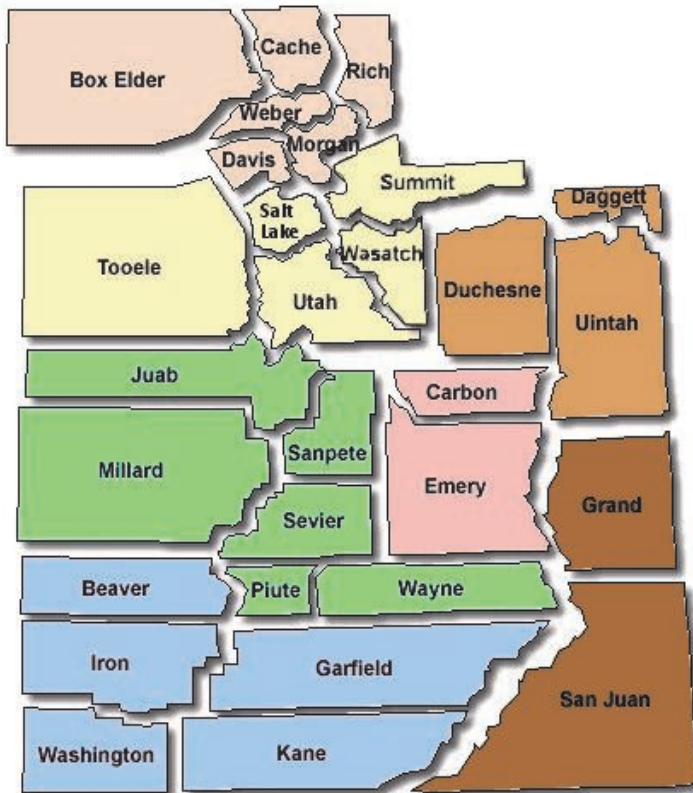 Cache
Box Elder
Rich
Weber
Morgan
Davis
Summit
Daggett
Salt
Lake
Wasatch
Tooele
Duchesne
Utah
Uintah
Juab
Carbon
Sanpete
Millard
Emery
Grand
Sevier
Beaver
Piute
Wayne
Iron
Garfield
San Juan
Washington
Kane